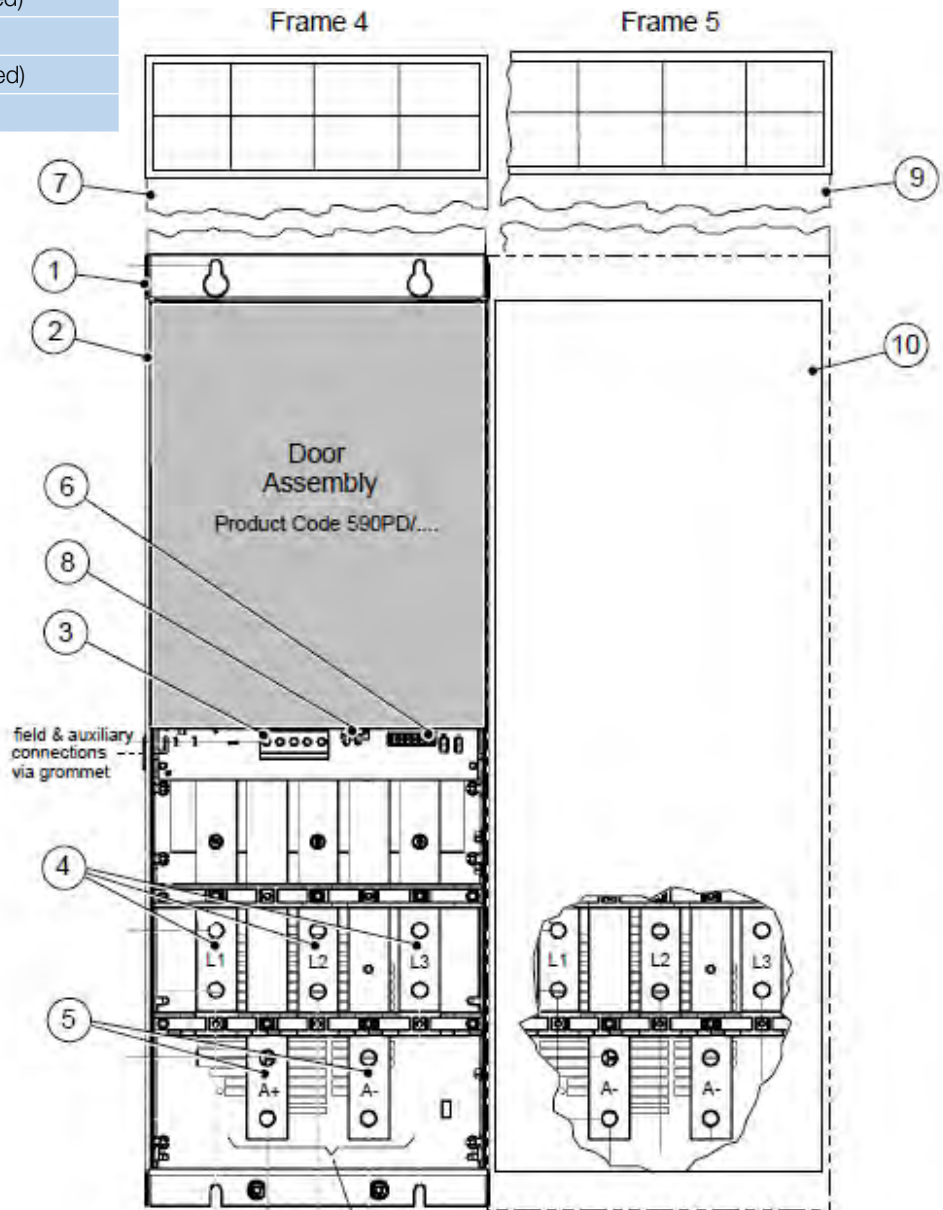 ed)
ed)
Frame 4
Frame 5
7
9
1
2
10
Door
Assembly
Product Code 590PD/....
6
8
3
field & auxiliary
connections
via grommet
4
L1
L2
L3
L1
L2
L3
5
A+
A-
A-
A-